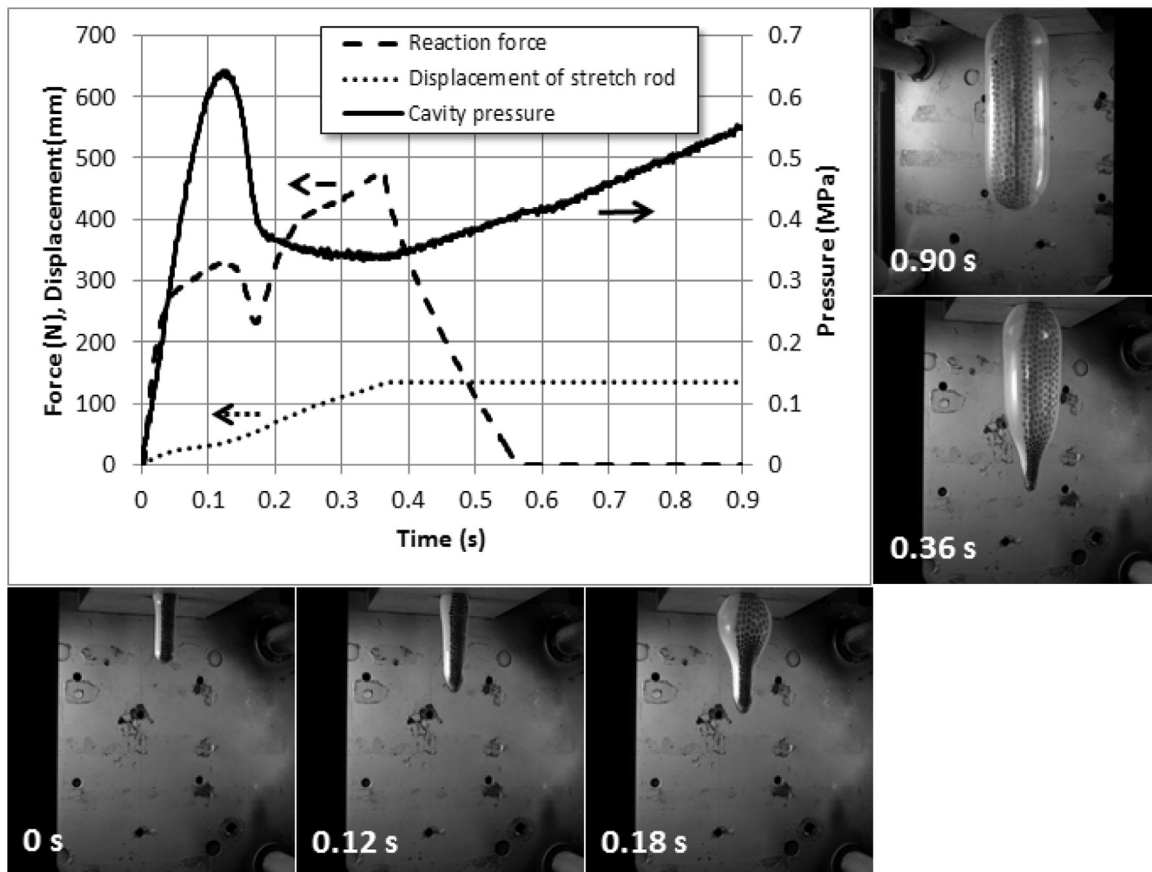 Force (N), Displacement(mm)
700
600
500
400
300
200
100
0
Reaction force
Displacement of stretch rod
Cavity pressure
0.7
0.6
0.5
0.4
0.3
0.2
0.1
0
Pressure (MPa)
0 0.1 0.2 0.3 0.4 0.5 0.6 0.7 0.8 0.9
Time (s)
0.90 s
0.36 s
0 s
0.12 s
0.18 s